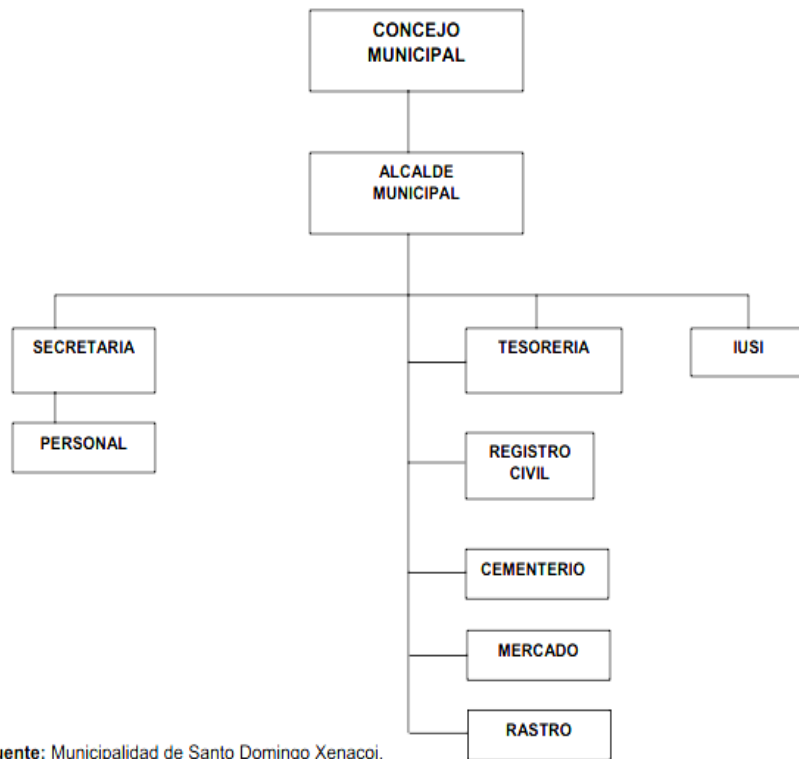 CONCEJO
MUNICIPAL
ALCALDE
MUNICIPAL
SECRETARIA
TESORERIA
IUSI
PERSONAL
REGISTRO
CIVIL
CEMENTERIO
MERCADO
RASTRO
uente: Municipalidad de Santo Domingo Xenacoj.